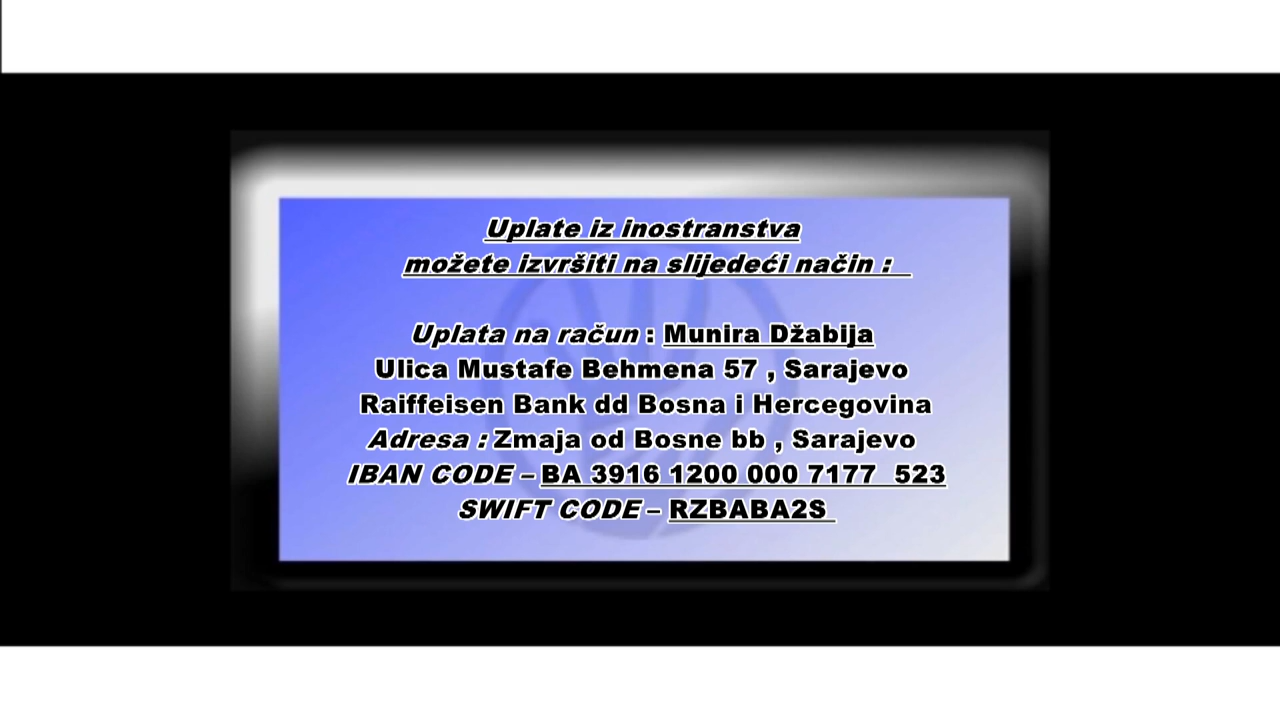 Uplate iz inostranstva
možete izvršiti na slijedeći način :
Uplata na račun : Munira Džabija
Ulica Mustafe Behmena 57 , Sarajevo
Raiffeisen Bank dd Bosna i Hercegovina
Adresa : Zmaja od Bosne bb , Sarajevo
IBAN CODE – BA 3916 1200 000 7177  523
SWIFT CODE – RZBABA2S